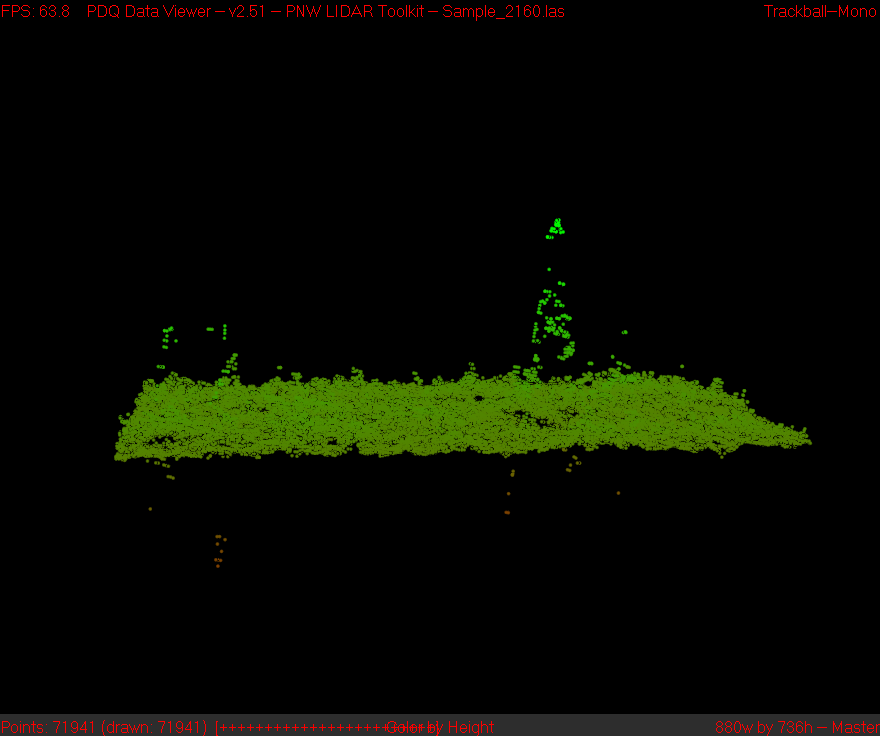 FPS: 63.8 PDQ Data Viewer - v2.51 - PNW LIDAR Toolkit - Sample_2160.las Trackball-Mono
Points: 71941 (drawn: 71941) Color by Height 880w by 736h - Master